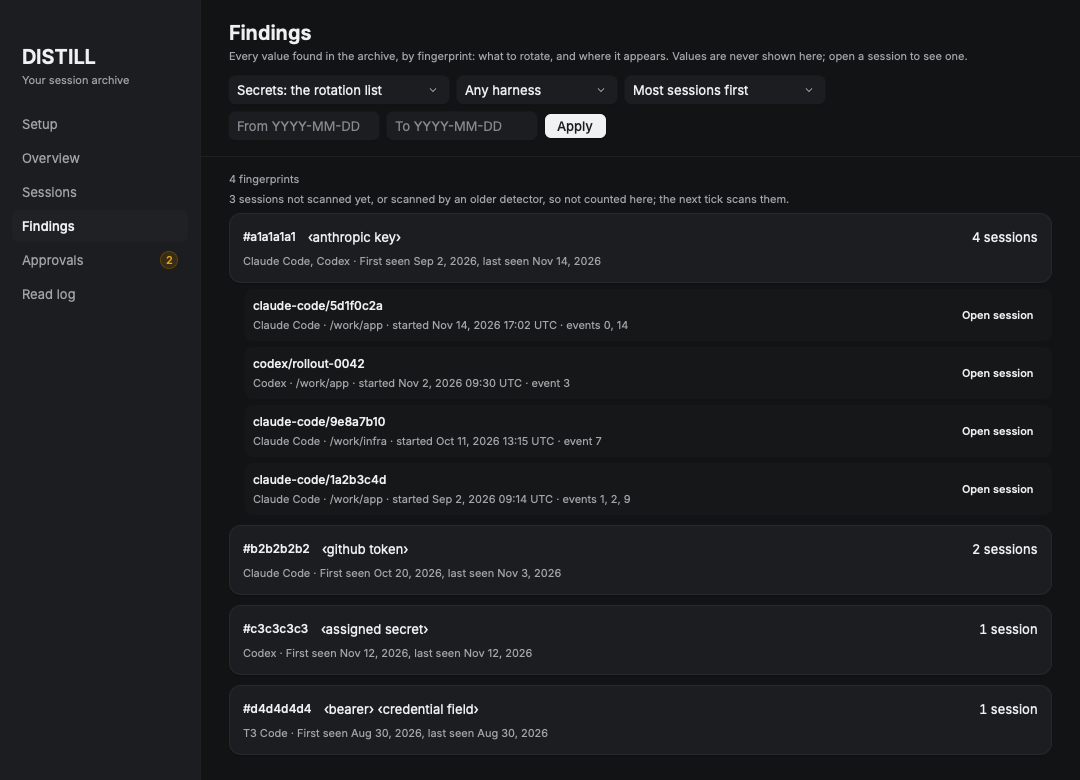 DISTILL
Your session archive
Setup
Overview
Sessions
Findings
Approvals 2
Read log
Findings
Every value found in the archive, by fingerprint: what to rotate, and where it appears. Values are never shown here; open a session to see one.
Secrets: the rotation list Any harness Most sessions first
From YYYY-MM-DD To YYYY-MM-DD Apply
4 fingerprints
3 sessions not scanned yet, or scanned by an older detector, so not counted here; the next tick scans them.
#a1a1a1a1 ‹anthropic key› 4 sessions
Claude Code, Codex · First seen Sep 2, 2026, last seen Nov 14, 2026
claude-code/5d1f0c2a
Claude Code · /work/app · started Nov 14, 2026 17:02 UTC · events 0, 14
Open session
codex/rollout-0042
Codex · /work/app · started Nov 2, 2026 09:30 UTC · event 3
Open session
claude-code/9e8a7b10
Claude Code · /work/infra · started Oct 11, 2026 13:15 UTC · event 7
Open session
claude-code/1a2b3c4d
Claude Code · /work/app · started Sep 2, 2026 09:14 UTC · events 1, 2, 9
Open session
#b2b2b2b2 ‹github token› 2 sessions
Claude Code · First seen Oct 20, 2026, last seen Nov 3, 2026
#c3c3c3c3 ‹assigned secret› 1 session
Codex · First seen Nov 12, 2026, last seen Nov 12, 2026
#d4d4d4d4 ‹bearer› ‹credential field› 1 session
T3 Code · First seen Aug 30, 2026, last seen Aug 30, 2026